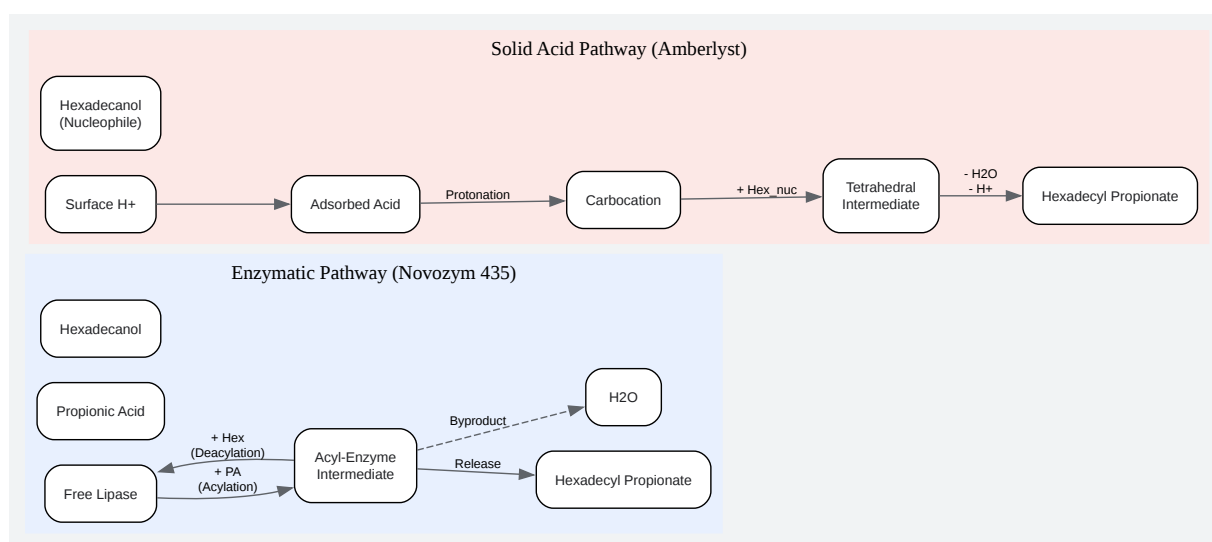 Solid Acid Pathway (Amberlyst)
Hexadecanol
(Nucleophile)
Surface H+
Adsorbed Acid
Protonation
Carbocation
+ Hex_nuc
Tetrahedral
Intermediate
- H2O
- H+
Hexadecyl Propionate
Enzymatic Pathway (Novozym 435)
Hexadecanol
Propionic Acid
Free Lipase
+ Hex
(Deacylation)
+ PA
(Acylation)
Acyl-Enzyme
Intermediate
Byproduct
H2O
Release
Hexadecyl Propionate